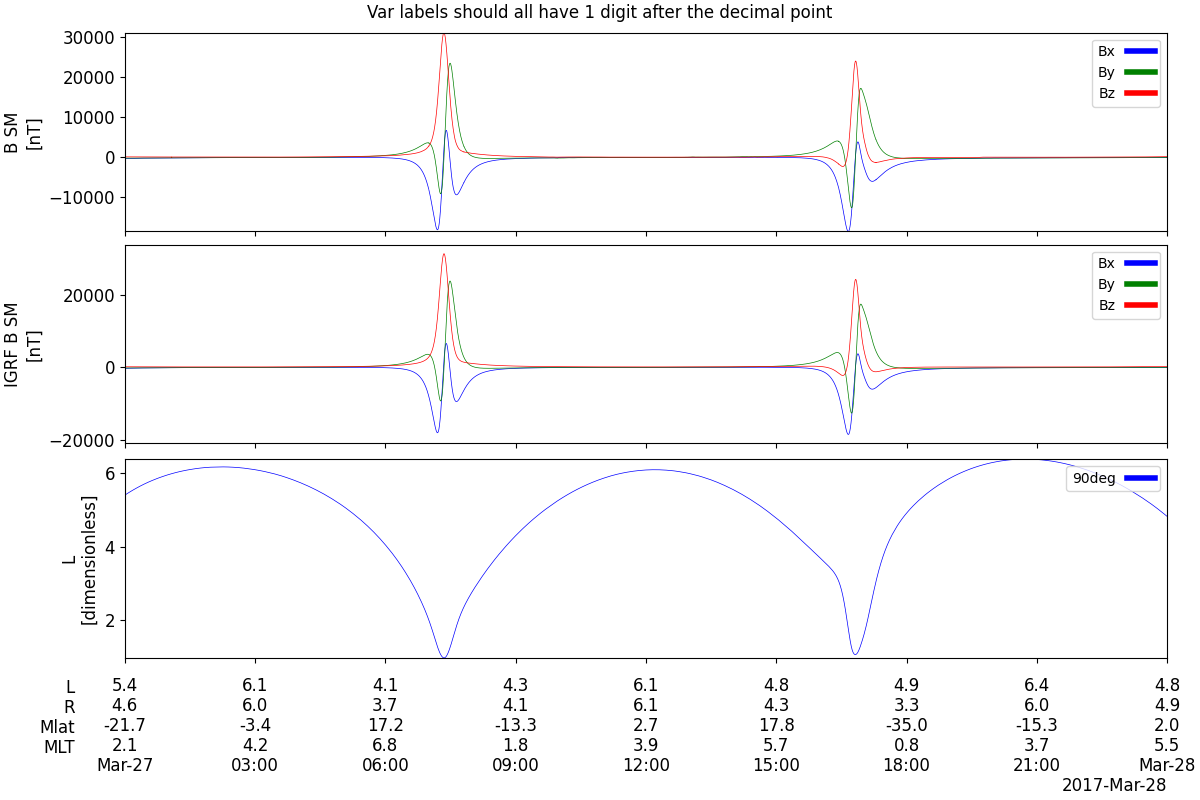 Var labels should all have 1 digit after the decimal point
30000
20000
10000
0
−10000
B SM
[nT]
Bx
By
Bz
20000
0
−20000
IGRF B SM
[nT]
Bx
By
Bz
6
4
2
L
[dimensionless]
90deg
L 5.4 6.1 4.1 4.3 6.1 4.8 4.9 6.4 4.8
R 4.6 6.0 3.7 4.1 6.1 4.3 3.3 6.0 4.9
Mlat -21.7 -3.4 17.2 -13.3 2.7 17.8 -35.0 -15.3 2.0
MLT 2.1 4.2 6.8 1.8 3.9 5.7 0.8 3.7 5.5
Mar-27 03:00 06:00 09:00 12:00 15:00 18:00 21:00 Mar-28
2017-Mar-28